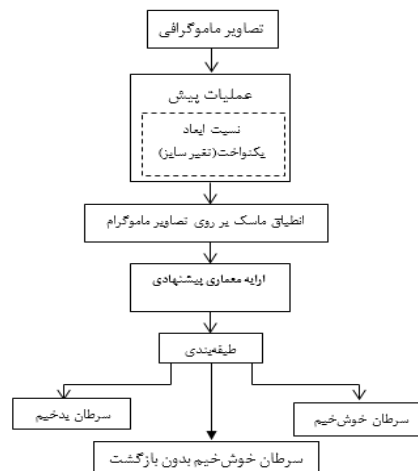 تصاویر ماموگرافی
عملیات پیش
نسبت ابعاد
یکنواخت(تغیر سایز)
انطباق ماسک بر روی تصاویر ماموگرام
ارایه معماری پیشنهادی
طبقه‌بندی
سرطان خوش‌خیم
سرطان بدخیم
سرطان خوش‌خیم بدون بازگشت